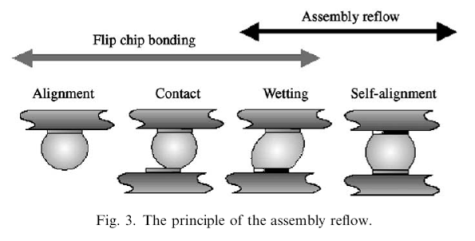 Assembly reflow
Flip chip bonding
Alignment Contact Wetting Self-alignment
Fig. 3. The principle of the assembly reflow.